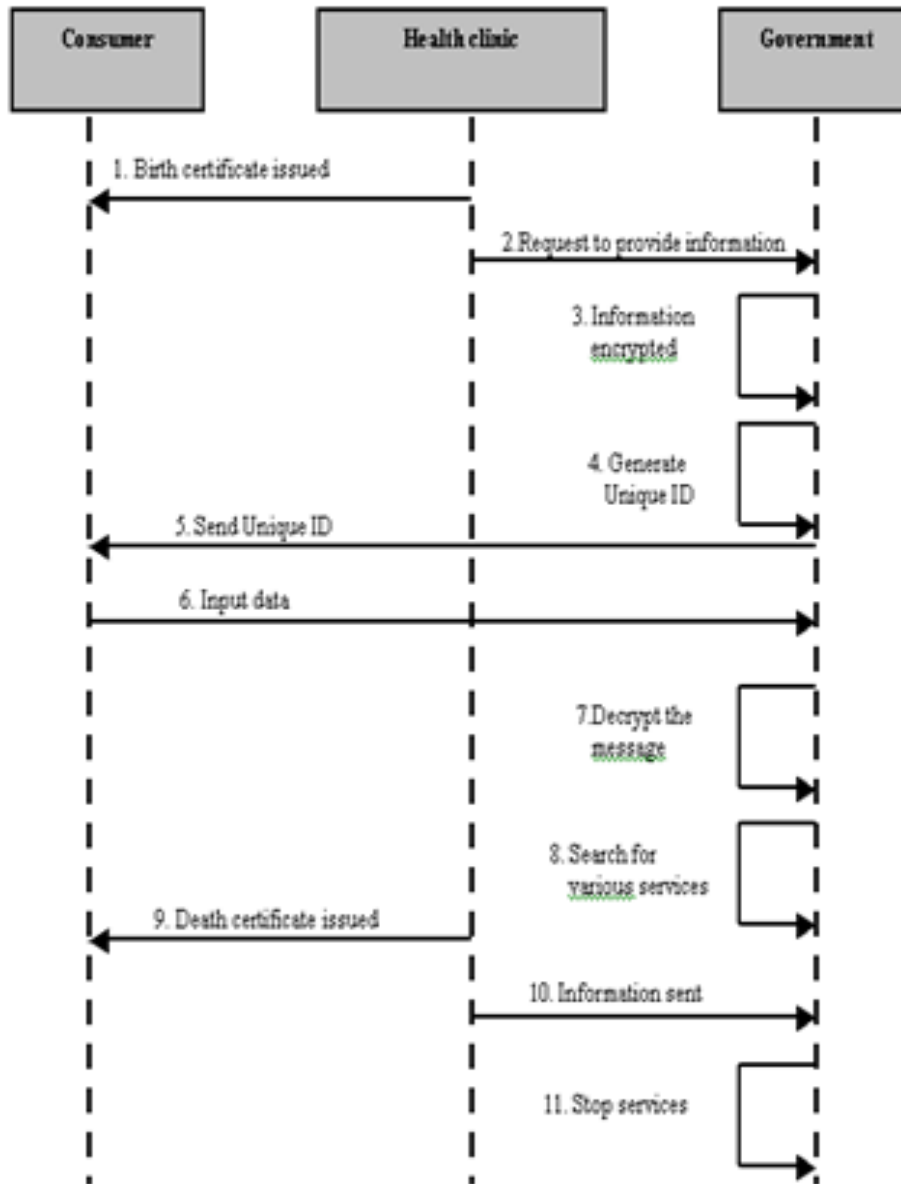 Consumer
Health clinic
Government
1. Birth certificate issued
2.Request to provide information
3. Information
encrypted
4. Generate
Unique ID
5. Send Unique ID
6. Input data
7.Decrypt the
message
8. Search for
various services
9. Death certificate issued
10. Information sent
11. Stop services